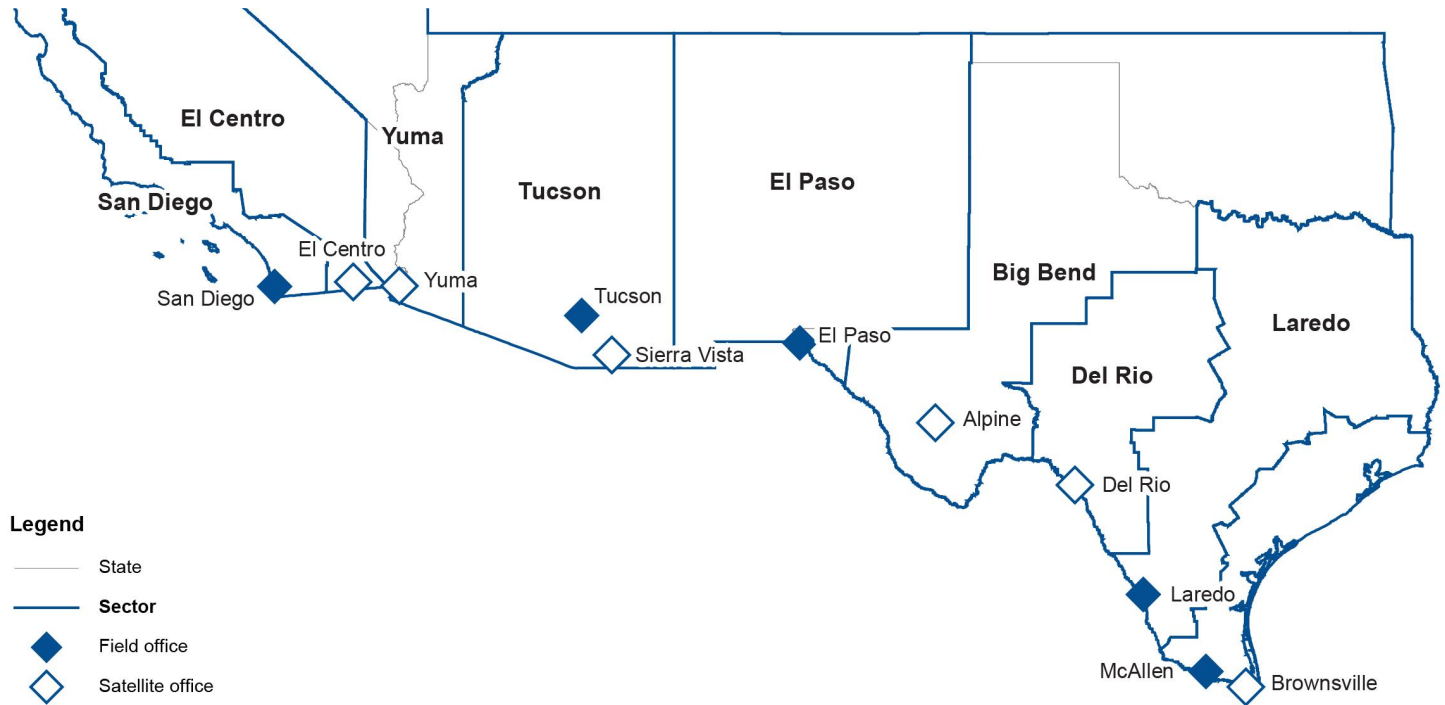 El Centro
Yuma
San Diego
Tucson
El Paso
El Centro
San Diego
Yuma
Tucson
Sierra Vista
El Paso
Big Bend
Laredo
Del Rio
Alpine
Del Rio
Laredo
McAllen
Brownsville
Legend
State
Sector
Field office
Satellite office